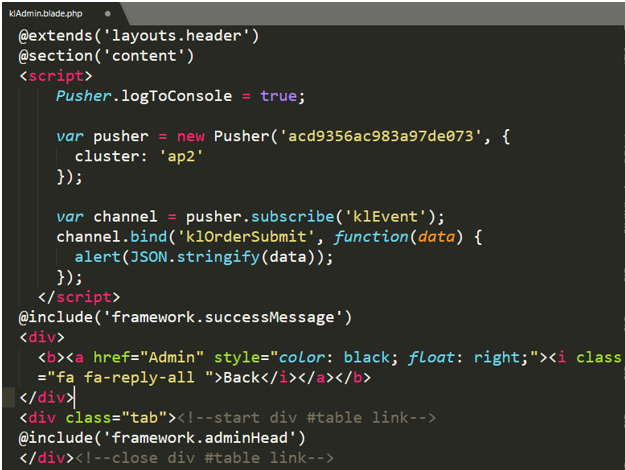 klAdmin.blade.php
@extends('layouts.header')
@section('content')
<script>
Pusher.logToConsole = true;
var pusher = new Pusher('acd9356ac983a97de073', {
cluster: 'ap2'
});
var channel = pusher.subscribe('klEvent');
channel.bind('klOrderSubmit', function(data) {
alert(JSON.stringify(data));
});
</script>
@include('framework.successMessage')
<div>
<b><a href="Admin" style="color: black; float: right;"><i class
="fa fa-reply-all ">Back</i></a></b>
</div>
<div class="tab"><!--start div #table link-->
@include('framework.adminHead')
</div><!--close div #table link-->